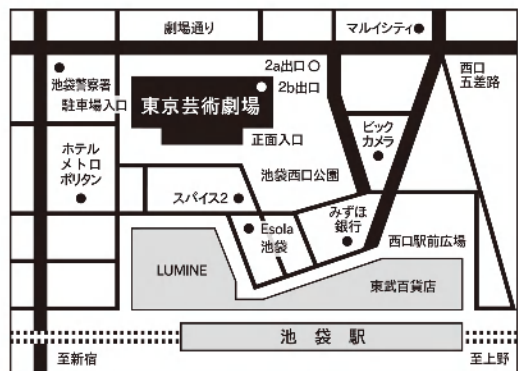 劇場通り
マルイシティ
2a出口
2b出口
西口
五差路
池袋警察署
駐車場入口
東京芸術劇場
正面入口
ビック
カメラ
ホテル
メトロ
ポリタン
池袋西口公園
スパイス2
Esola
池袋
みずほ
銀行
西口駅前広場
LUMINE
東武百貨店
池袋駅
至新宿
至上野